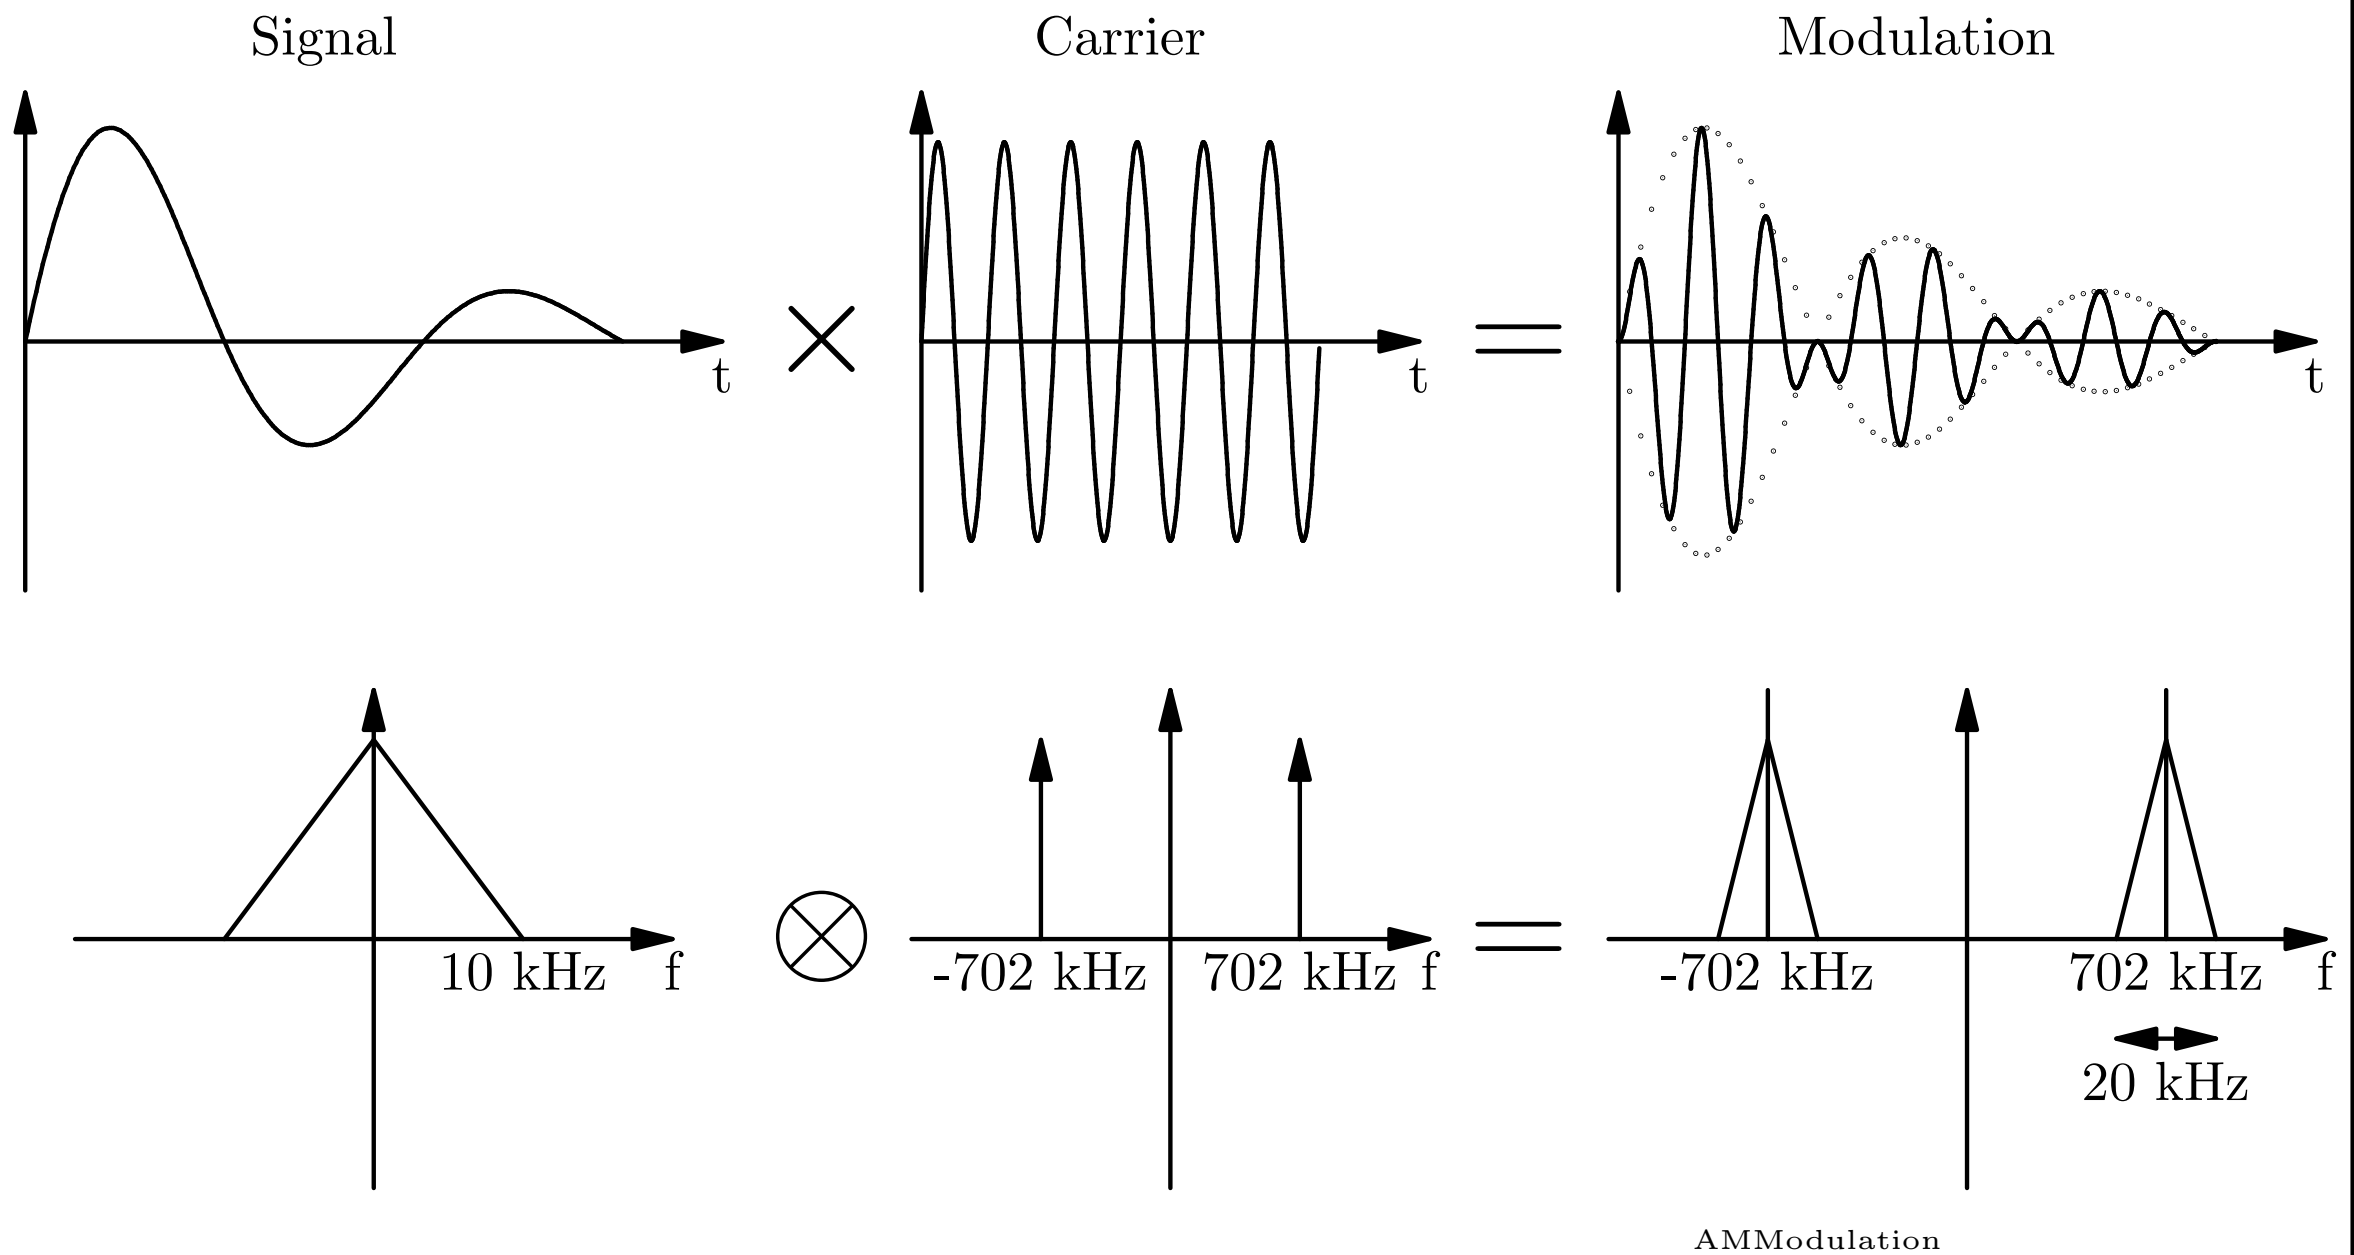 Signal Carrier Modulation
t t t
10 kHz f -702 kHz 702 kHz f -702 kHz 702 kHz f
20 kHz
AMModulation